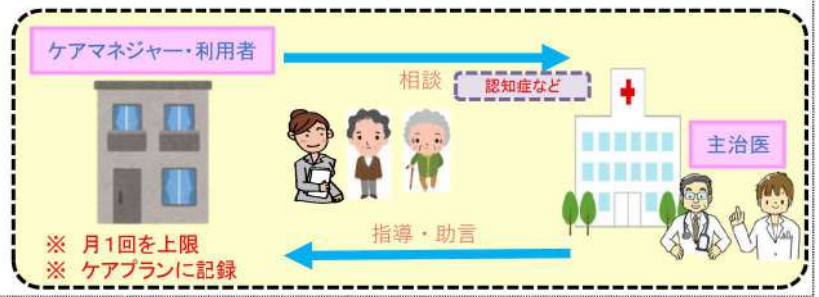 ケアマネジャー・利用者
相談
認知症など
主治医
指導・助言
※ 月1回を上限
※ ケアプランに記録